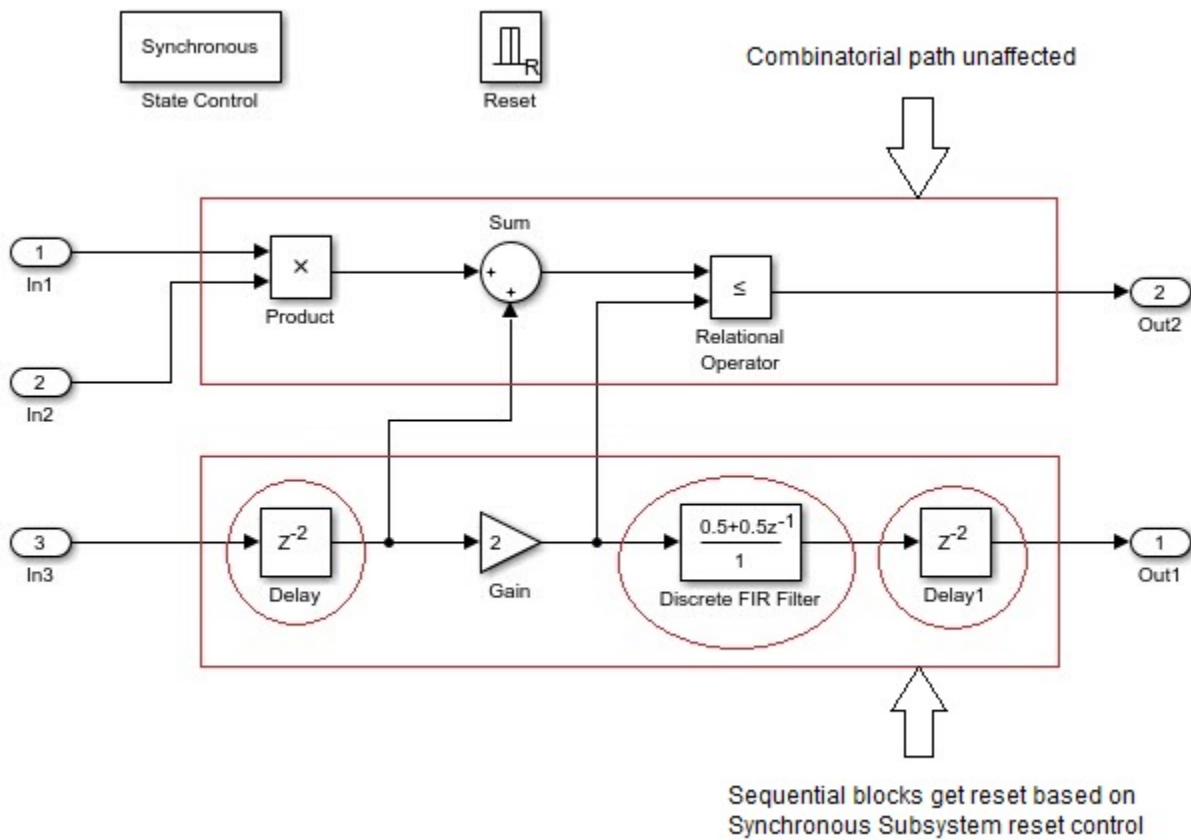 Synchronous
State Control
R
Reset
Combinatorial path unaffected
Sum
1
In1
×
Product
+
+
≤
Relational
Operator
2
Out2
2
In2
3
In3
z-2
Delay
2
Gain
0.5+0.5z-1
1
Discrete FIR Filter
z-2
Delay1
1
Out1
Sequential blocks get reset based on
Synchronous Subsystem reset control